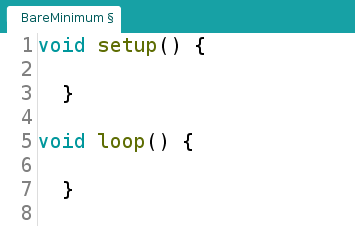 BareMinimum §
1 void setup() {
2
3   }
4
5 void loop() {
6
7   }
8